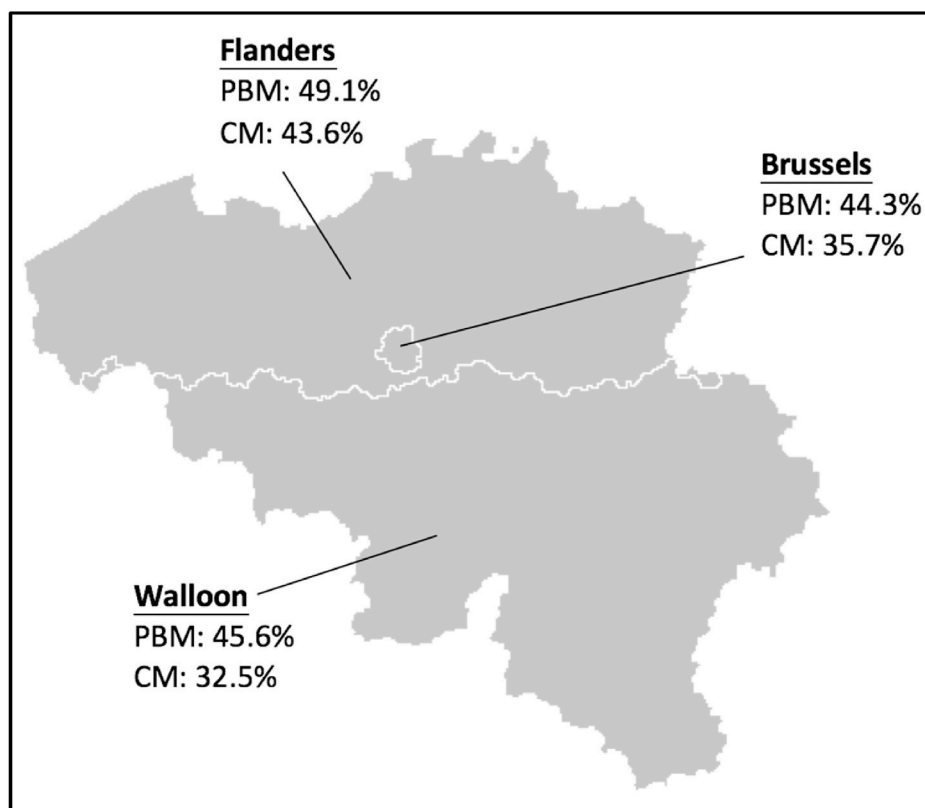 Flanders
PBM: 49.1%
CM: 43.6%
Brussels
PBM: 44.3%
CM: 35.7%
Walloon
PBM: 45.6%
CM: 32.5%